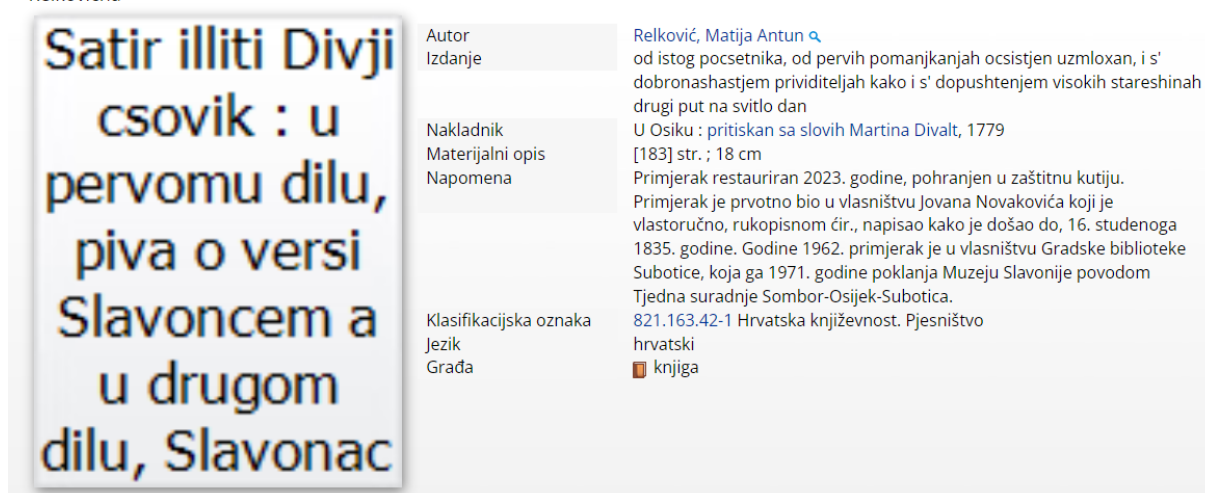 Satir illiti Divji
csovik : u
pervomu dilu,
piva o versi
Slavoncem a
u drugom
dilu, Slavonac
Autor Relković, Matija Antun
Izdanje od istog pocsetnika, od pervih pomanjkanjah ocsistjen uzmloxan, i s'
dobronashastjem prividiteljah kako i s' dopushtenjem visokih stareshinah
drugi put na svitlo dan
Nakladnik U Osiku : pritiskan sa slovih Martina Divalt, 1779
Materijalni opis [183] str. ; 18 cm
Napomena Primjerak restauriran 2023. godine, pohranjen u zaštitnu kutiju.
Primjerak je prvotno bio u vlasništvu Jovana Novakovića koji je
vlastoručno, rukopisnom ćir., napisao kako je došao do, 16. studenoga
1835. godine. Godine 1962. primjerak je u vlasništvu Gradske biblioteke
Subotice, koja ga 1971. godine poklanja Muzeju Slavonije povodom
Tjedna suradnje Sombor-Osijek-Subotica.
Klasifikacijska oznaka 821.163.42-1 Hrvatska književnost. Pjesništvo
Jezik hrvatski
Građa knjiga